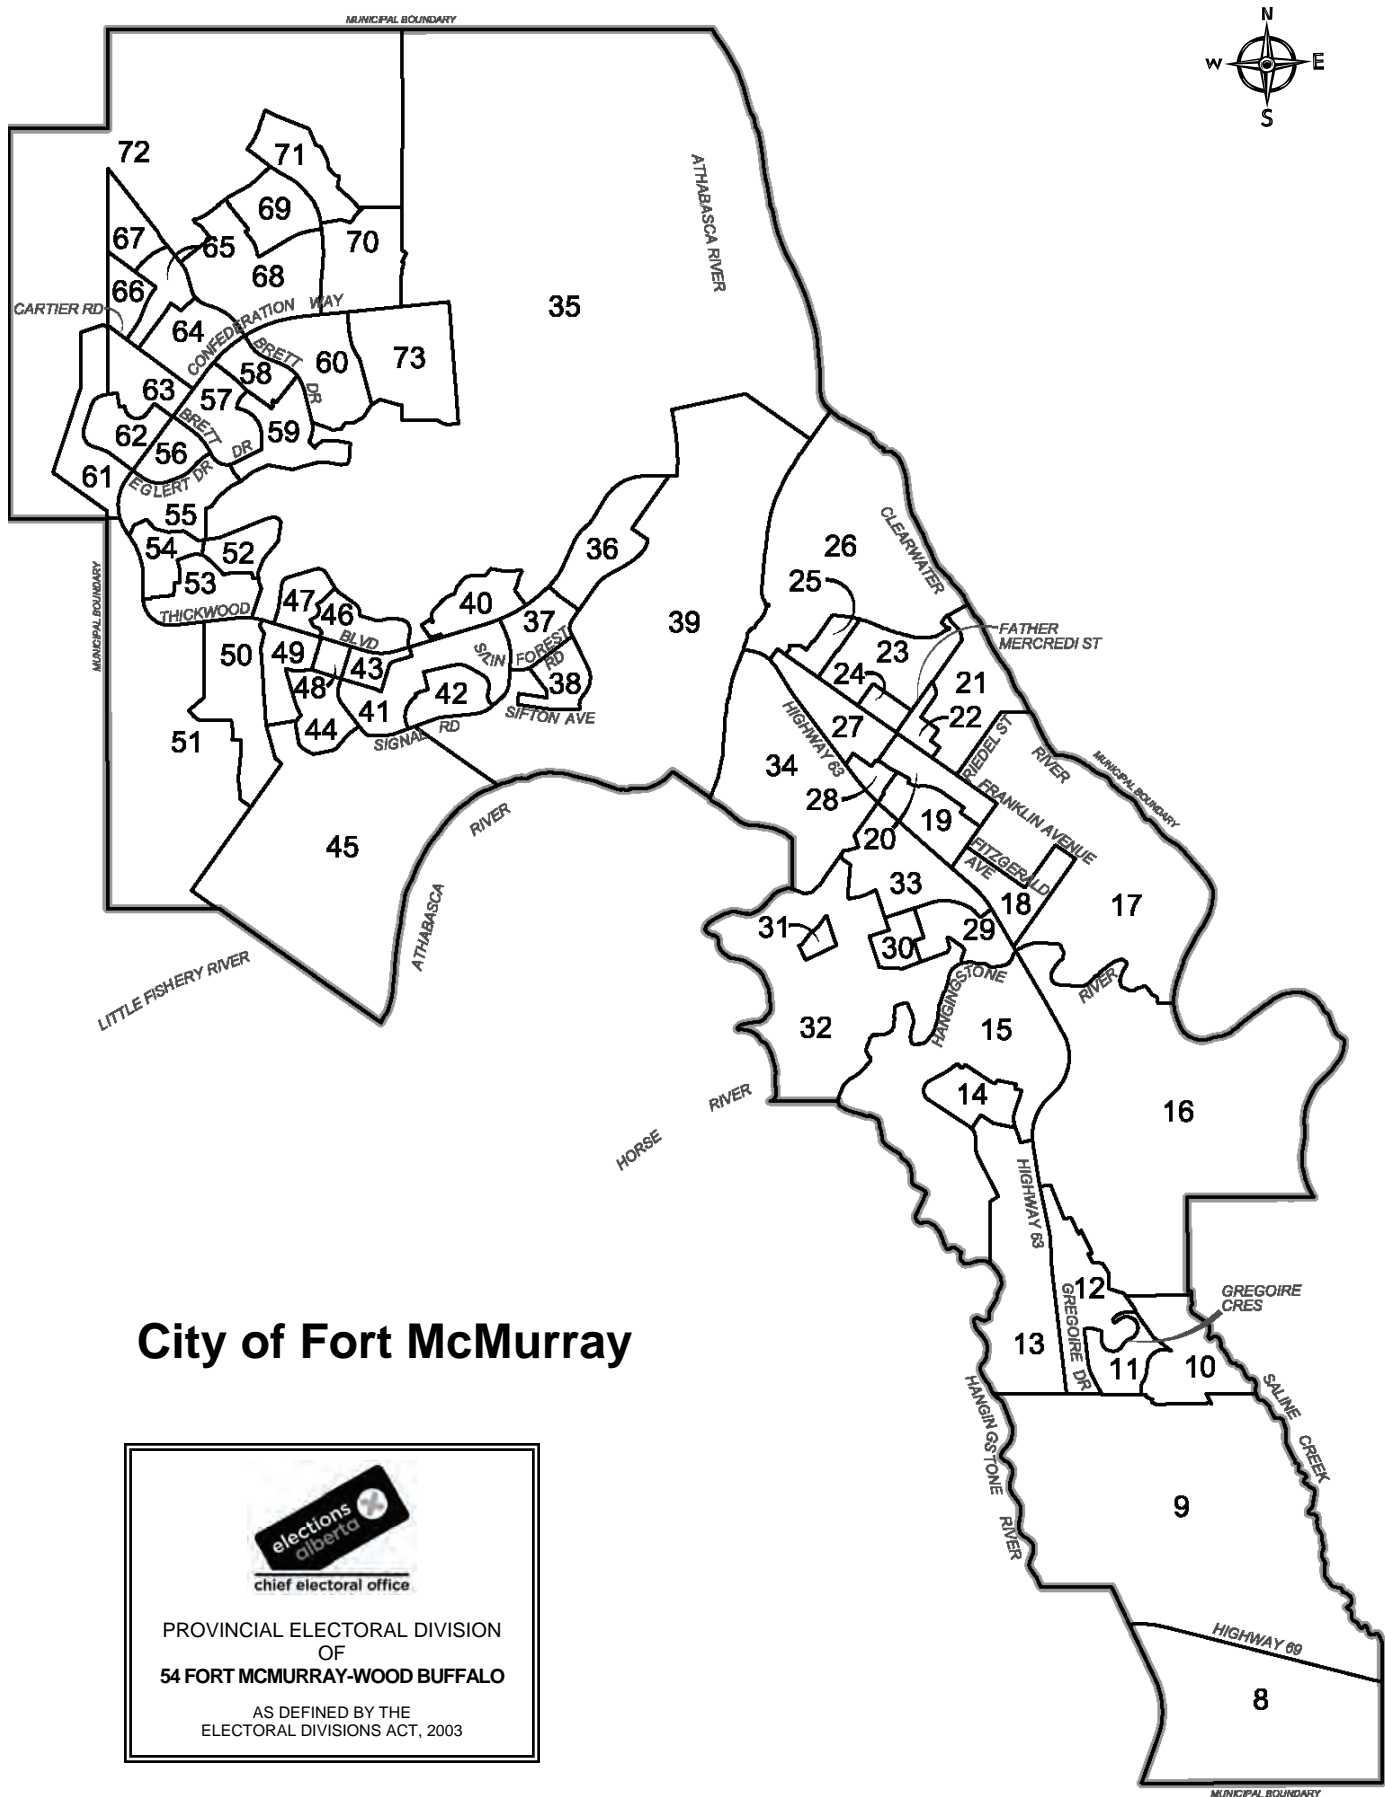 MUNICIPAL BOUNDARY
N
W
E
S
72
71
69
67
65
70
68
66
ATHABASCA RIVER
35
CARTIER RD
CONFEDERATION WAY
64
BRETT DR
60
73
58
63
57
62
BRETT DR
59
56
61
EGLERT DR
55
54
52
53
THICKWOOD BLVD
MUNICIPAL BOUNDARY
36
47
46
40
37
39
50
49
48
43
S/LIN
FOREST RD
38
42
41
44
SIFTON AVE
SIGNAL RD
51
45
CLEARWATER RIVER
26
25
FATHER
MERCREDI ST
23
24
21
22
27
HIGHWAY 63
RIEDEL ST
34
28
MUNICIPAL BOUNDARY
FRANKLIN AVENUE
19
20
FITZGERALD
AVE
33
18
17
31
29
30
ATHABASCA RIVER
LITTLE FISHERY RIVER
HANGINGSTONE RIVER
32
15
14
16
HORSE RIVER
HIGHWAY 63
12
GREGOIRE
CRES
GREGOIRE DR
13
11
10
City of Fort McMurray
HANGINGSTONE RIVER
SALINE CREEK
9
HIGHWAY 69
8
MUNICIPAL BOUNDARY
elections
alberta
chief electoral office
PROVINCIAL ELECTORAL DIVISION
OF
54 FORT MCMURRAY-WOOD BUFFALO
AS DEFINED BY THE
ELECTORAL DIVISIONS ACT, 2003